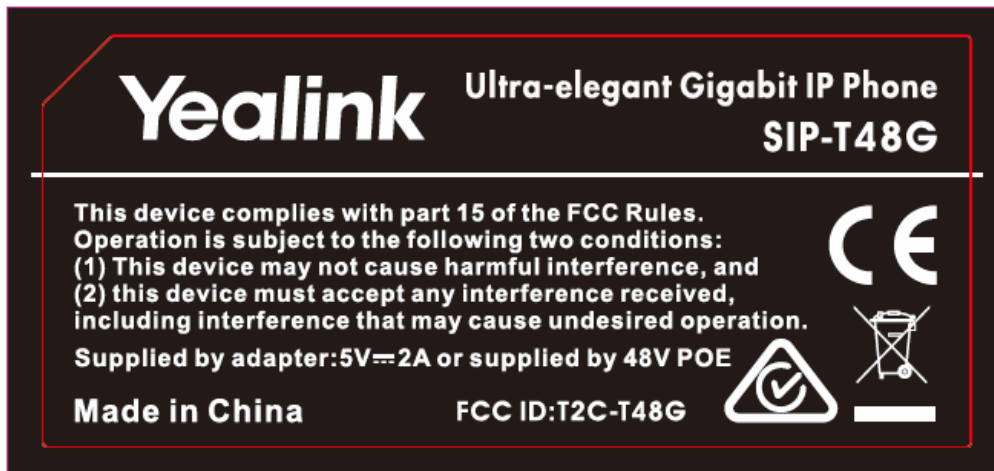 Yealink
Ultra-elegant Gigabit IP Phone
SIP-T48G
This device complies with part 15 of the FCC Rules.
Operation is subject to the following two conditions:
(1) This device may not cause harmful interference, and
(2) this device must accept any interference received,
including interference that may cause undesired operation.
Supplied by adapter:5V⎓2A or supplied by 48V POE
Made in China
FCC ID:T2C-T48G
CE